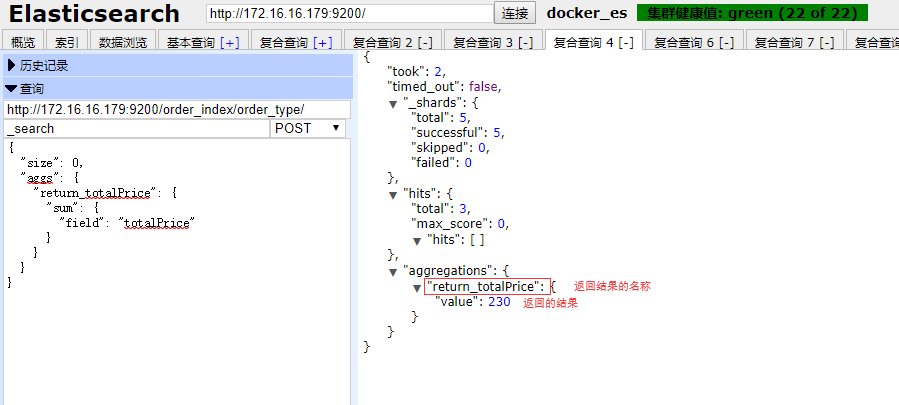 Elasticsearch http://172.16.16.179:9200/ 连接 docker_es 集群健康值: green (22 of 22)
概览 索引 数据浏览 基本查询 [+] 复合查询 [+] 复合查询 2 [-] 复合查询 3 [-] 复合查询 4 [-] 复合查询 6 [-] 复合查询 7 [-] 复合查
历史记录
查询
http://172.16.16.179:9200/order_index/order_type/
_search POST
{
"size": 0,
"aggs": {
"return_totalPrice": {
"sum": {
"field": "totalPrice"
}
}
}
}
{
"took": 2,
"timed_out": false,
"_shards": {
"total": 5,
"successful": 5,
"skipped": 0,
"failed": 0
},
"hits": {
"total": 3,
"max_score": 0,
"hits": [ ]
},
"aggregations": {
"return_totalPrice": { 返回结果的名称
"value": 230 返回的结果
}
}
}